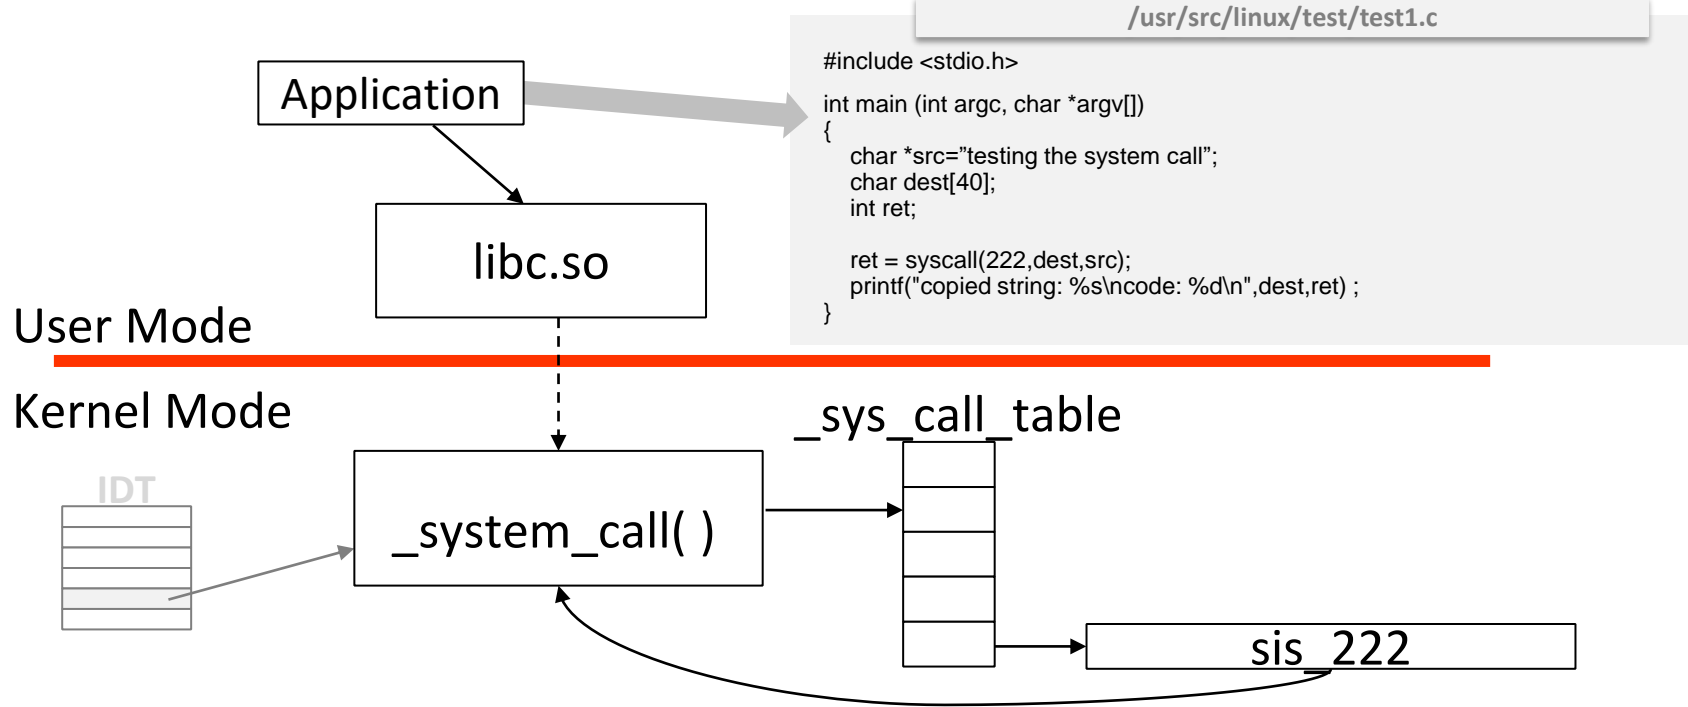 /usr/src/linux/test/test1.c
#include <stdio.h>
int main (int argc, char *argv[])
{
char *src=”testing the system call”;
char dest[40];
int ret;
ret = syscall(222,dest,src);
printf("copied string: %s\ncode: %d\n",dest,ret) ;
}
Application
libc.so
User Mode
Kernel Mode
_sys_call_table
IDT
_system_call( )
sis_222